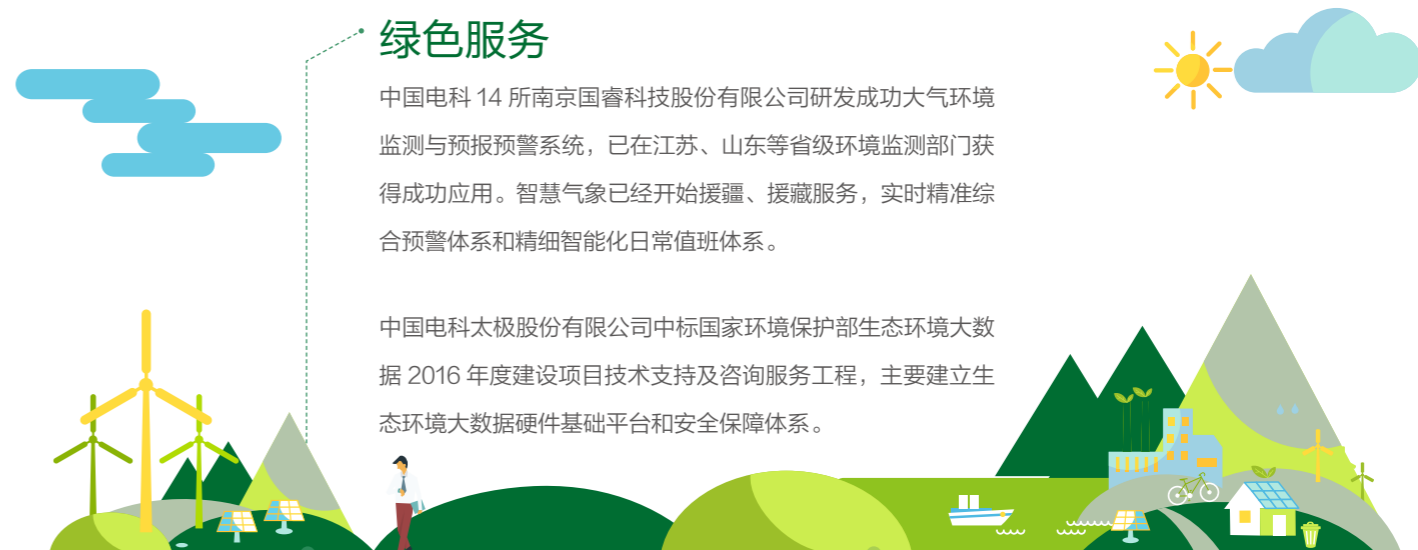 绿色服务
中国电科 14 所南京国睿科技股份有限公司研发成功大气环境
监测与预报预警系统，已在江苏、山东等省级环境监测部门获
得成功应用。智慧气象已经开始援疆、援藏服务，实时精准综
合预警体系和精细智能化日常值班体系。
中国电科太极股份有限公司中标国家环境保护部生态环境大数
据 2016 年度建设项目技术支持及咨询服务工程，主要建立生
态环境大数据硬件基础平台和安全保障体系。